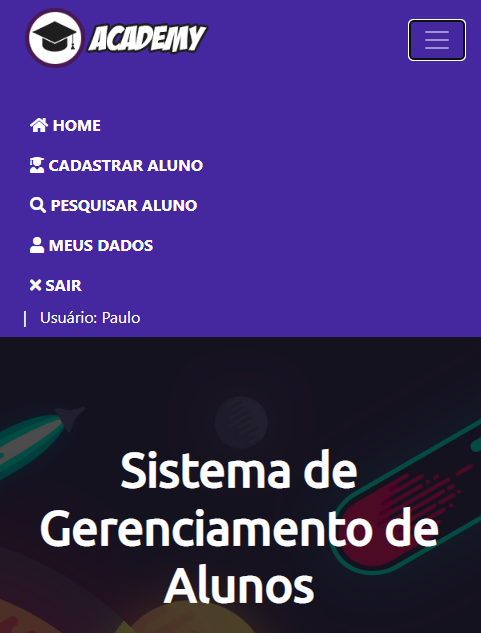 ACADEMY
HOME
CADASTRAR ALUNO
PESQUISAR ALUNO
MEUS DADOS
SAIR
| Usuário: Paulo
Sistema de
Gerenciamento de
Alunos